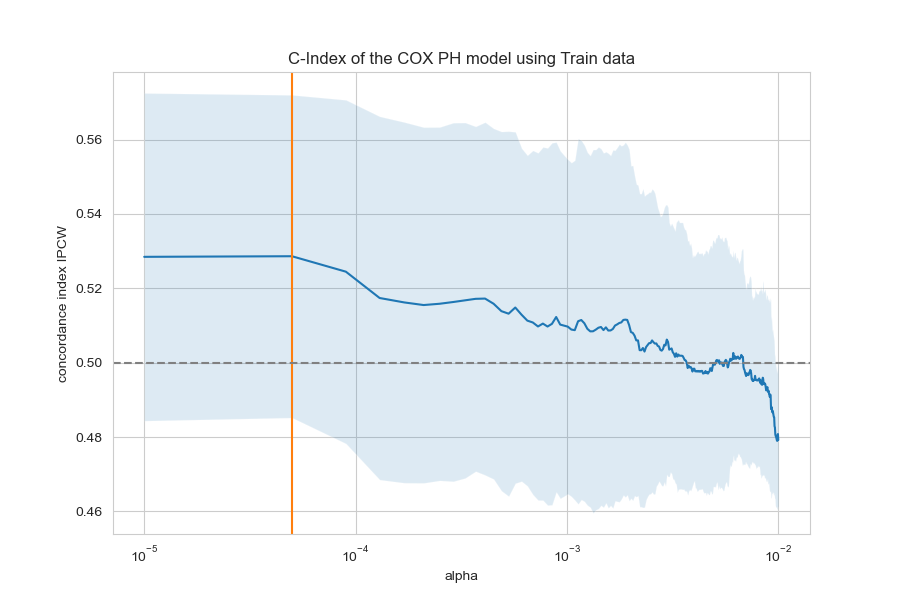 C-Index of the COX PH model using Train data
concordance index IPCW
0.56
0.54
0.52
0.50
0.48
0.46
10⁻⁵ 10⁻⁴ 10⁻³ 10⁻²
alpha